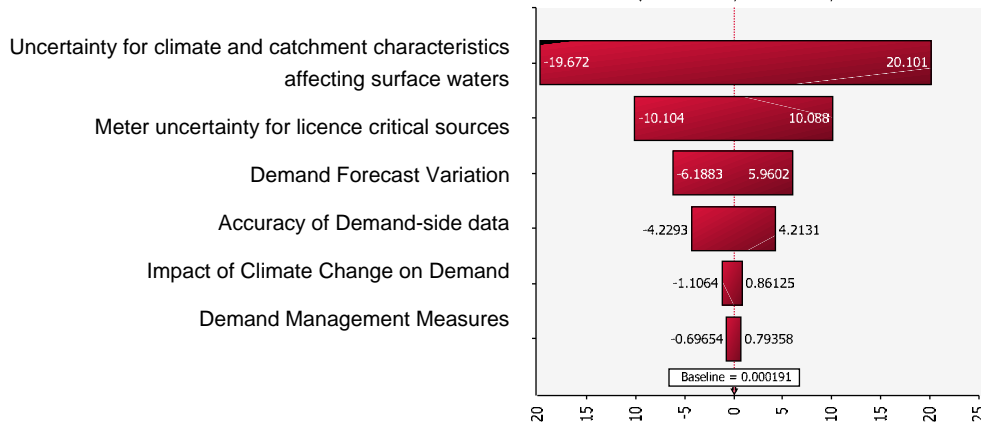 Uncertainty for climate and catchment characteristics
affecting surface waters
-19.672 20.101
Meter uncertainty for licence critical sources
-10.104 10.088
Demand Forecast Variation
-6.1883 5.9602
Accuracy of Demand-side data
-4.2293 4.2131
Impact of Climate Change on Demand
-1.1064 0.86125
Demand Management Measures
-0.69654 0.79358
Baseline = 0.000191
20 -15 -10 -5 0 5 10 15 20 25